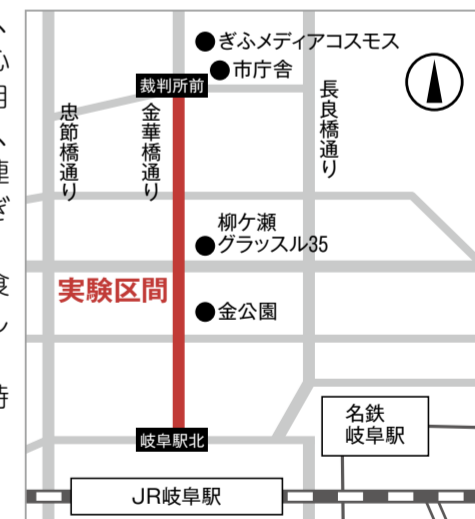 ぎふメディアコスモス
市庁舎
裁判所前
忠節橋通り
金華橋通り
長良橋通り
柳ケ瀬
グラッスル35
実験区間
金公園
岐阜駅北
名鉄
岐阜駅
JR岐阜駅